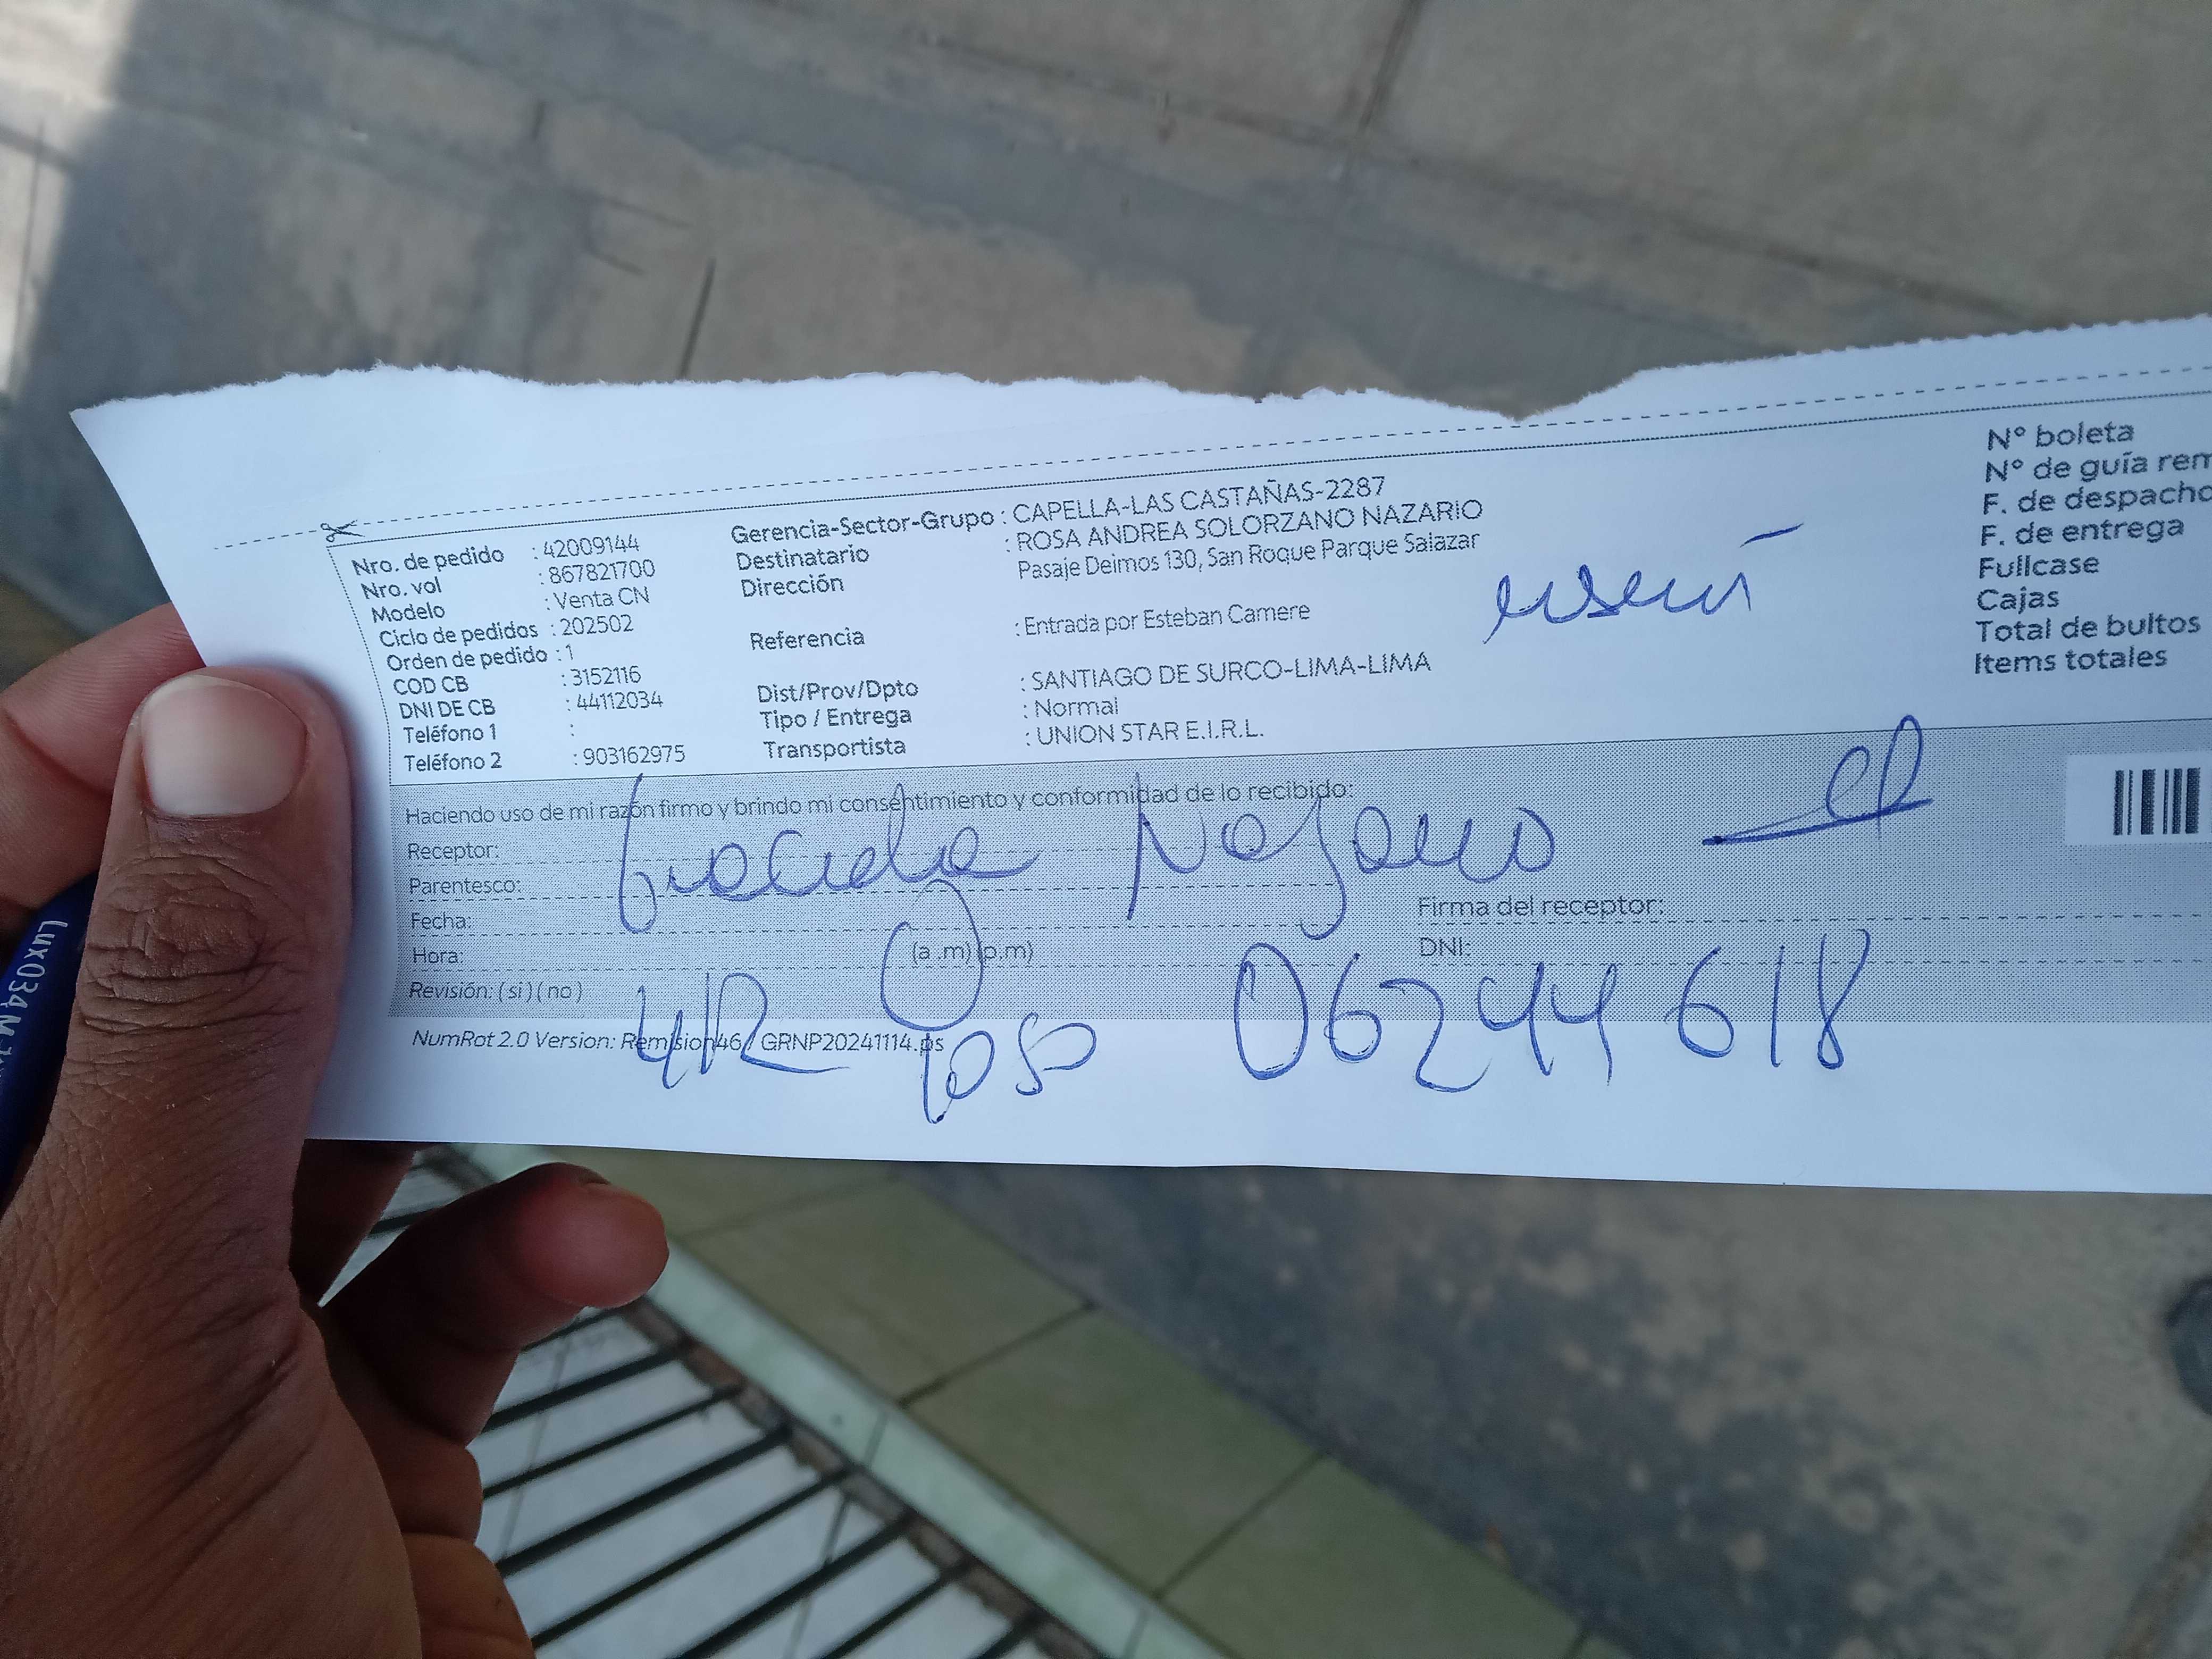 Nro. de pedido : 42009144
Nro. vol : 867821700
Modelo : Venta CN
Ciclo de pedidos : 202502
Orden de pedido : 1
COD CB : 3152116
DNI DE CB : 44112034
Teléfono 1 :
Teléfono 2 : 903162975
Gerencia-Sector-Grupo : CAPELLA-LAS CASTAÑAS-2287
Destinatario : ROSA ANDREA SOLORZANO NAZARIO
Dirección Pasaje Deimos 130, San Roque Parque Salazar
Referencia : Entrada por Esteban Camere
Dist/Prov/Dpto : SANTIAGO DE SURCO-LIMA-LIMA
Tipo / Entrega : Normal
Transportista : UNION STAR E.I.R.L.
N° boleta
N° de guía rem
F. de despacho
F. de entrega
Fullcase
Cajas
Total de bultos
Items totales
Haciendo uso de mi razón firmo y brindo mi consentimiento y conformidad de lo recibido:
Receptor:
Parentesco:
Fecha:
Firma del receptor:
Hora: (a.m) (p.m)
DNI: 06244618
Revisión: (si) (no)
NumRot 2.0 Version: Remision46 / GRNP20241114.ps